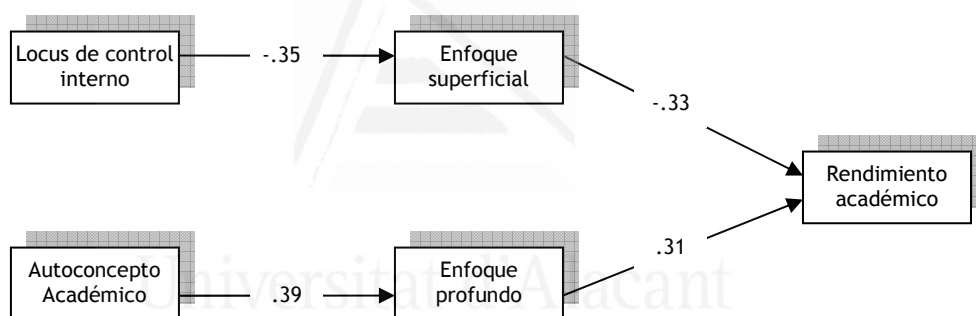 Locus de control
interno
-.35
Enfoque
superficial
-.33
Rendimiento
académico
Autoconcepto
Académico
.39
Enfoque
profundo
.31
Universitat d'Alacant